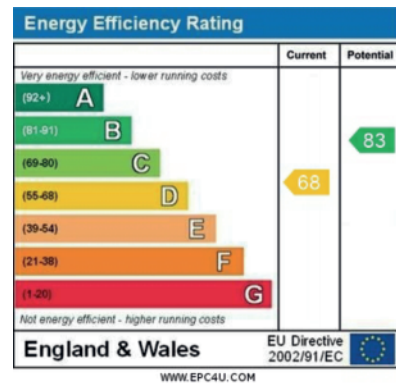 Energy Efficiency Rating
Current Potential
Very energy efficient - lower running costs
(92+) A
(81-91) B
83
(69-80) C
68
(55-68) D
(39-54) E
(21-38) F
(1-20) G
Not energy efficient - higher running costs
England & Wales
EU Directive
2002/91/EC
WWW.EPC4U.COM